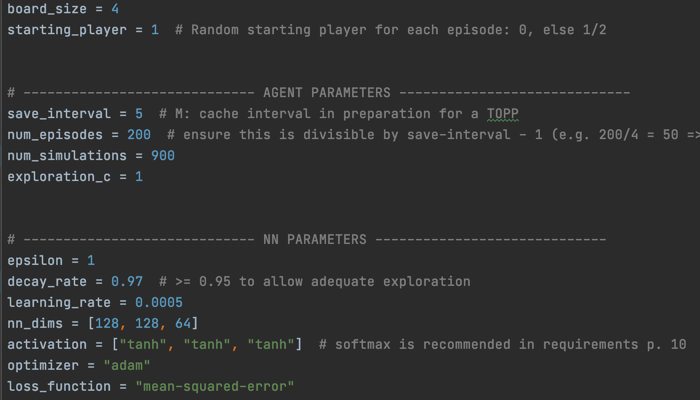 board_size = 4
starting_player = 1  # Random starting player for each episode: 0, else 1/2
# ----------------------------- AGENT PARAMETERS -----------------------------
save_interval = 5  # M: cache interval in preparation for a TOPP
num_episodes = 200  # ensure this is divisible by save-interval - 1 (e.g. 200/4 = 50 =>
num_simulations = 900
exploration_c = 1
# ----------------------------- NN PARAMETERS -----------------------------
epsilon = 1
decay_rate = 0.97  # >= 0.95 to allow adequate exploration
learning_rate = 0.0005
nn_dims = [128, 128, 64]
activation = ["tanh", "tanh", "tanh"]  # softmax is recommended in requirements p. 10
optimizer = "adam"
loss_function = "mean-squared-error"